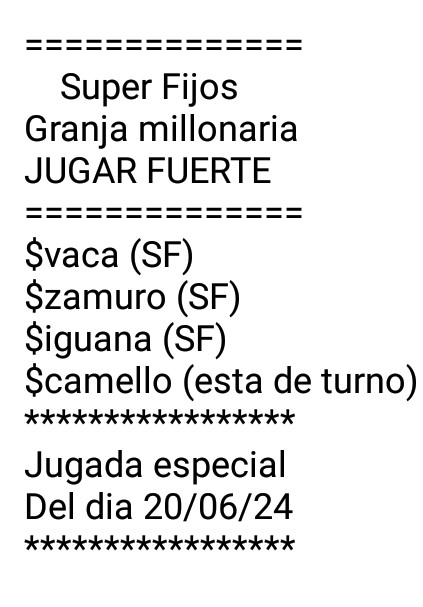 ==============
Super Fijos
Granja millonaria
JUGAR FUERTE
==============
$vaca (SF)
$zamuro (SF)
$iguana (SF)
$camello (esta de turno)
*****************
Jugada especial
Del dia 20/06/24
*****************